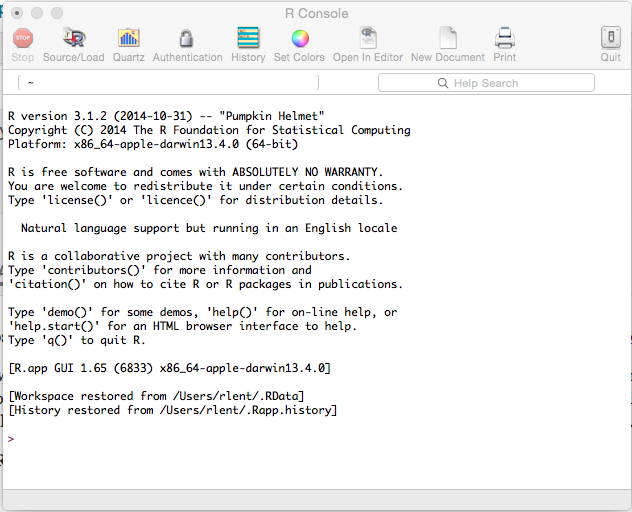 R Console
STOP
Stop Source/Load Quartz Authentication History Set Colors Open In Editor New Document Print Quit
~ Help Search
R version 3.1.2 (2014-10-31) -- "Pumpkin Helmet"
Copyright (C) 2014 The R Foundation for Statistical Computing
Platform: x86_64-apple-darwin13.4.0 (64-bit)
R is free software and comes with ABSOLUTELY NO WARRANTY.
You are welcome to redistribute it under certain conditions.
Type 'license()' or 'licence()' for distribution details.
Natural language support but running in an English locale
R is a collaborative project with many contributors.
Type 'contributors()' for more information and
'citation()' on how to cite R or R packages in publications.
Type 'demo()' for some demos, 'help()' for on-line help, or
'help.start()' for an HTML browser interface to help.
Type 'q()' to quit R.
[R.app GUI 1.65 (6833) x86_64-apple-darwin13.4.0]
[Workspace restored from /Users/rlent/.RData]
[History restored from /Users/rlent/.Rapp.history]
>